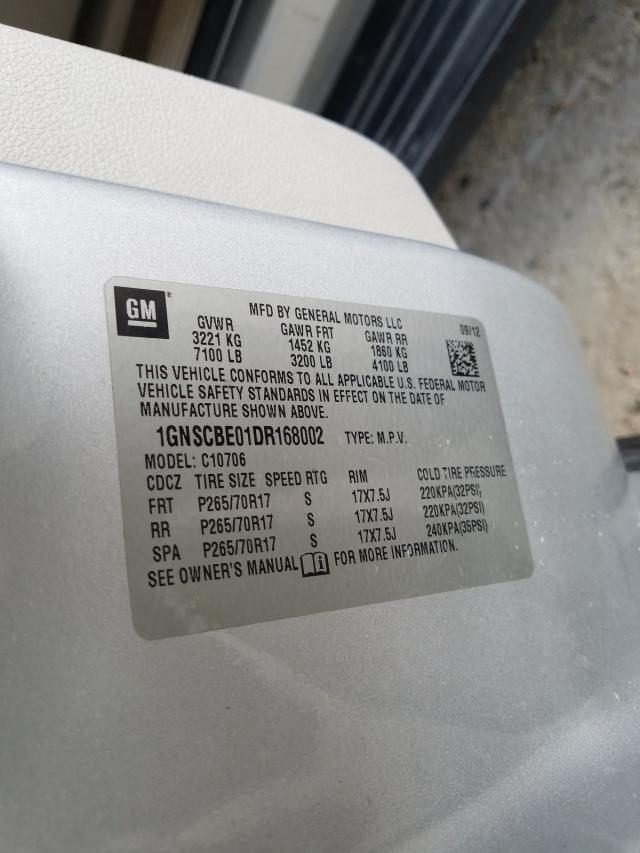 GM ®
MFD BY GENERAL MOTORS LLC 09/12
GVWR GAWR FRT GAWR RR
3221 KG 1452 KG 1860 KG
7100 LB 3200 LB 4100 LB
THIS VEHICLE CONFORMS TO ALL APPLICABLE U.S. FEDERAL MOTOR
VEHICLE SAFETY STANDARDS IN EFFECT ON THE DATE OF
MANUFACTURE SHOWN ABOVE.
1GNSCBE01DR168002 TYPE: M.P.V.
MODEL: C10706
CDCZ TIRE SIZE SPEED RTG RIM COLD TIRE PRESSURE
FRT P265/70R17 S 17X7.5J 220KPA(32PSI)
RR P265/70R17 S 17X7.5J 220KPA(32PSI)
SPA P265/70R17 S 17X7.5J 240KPA(35PSI)
SEE OWNER'S MANUAL FOR MORE INFORMATION.